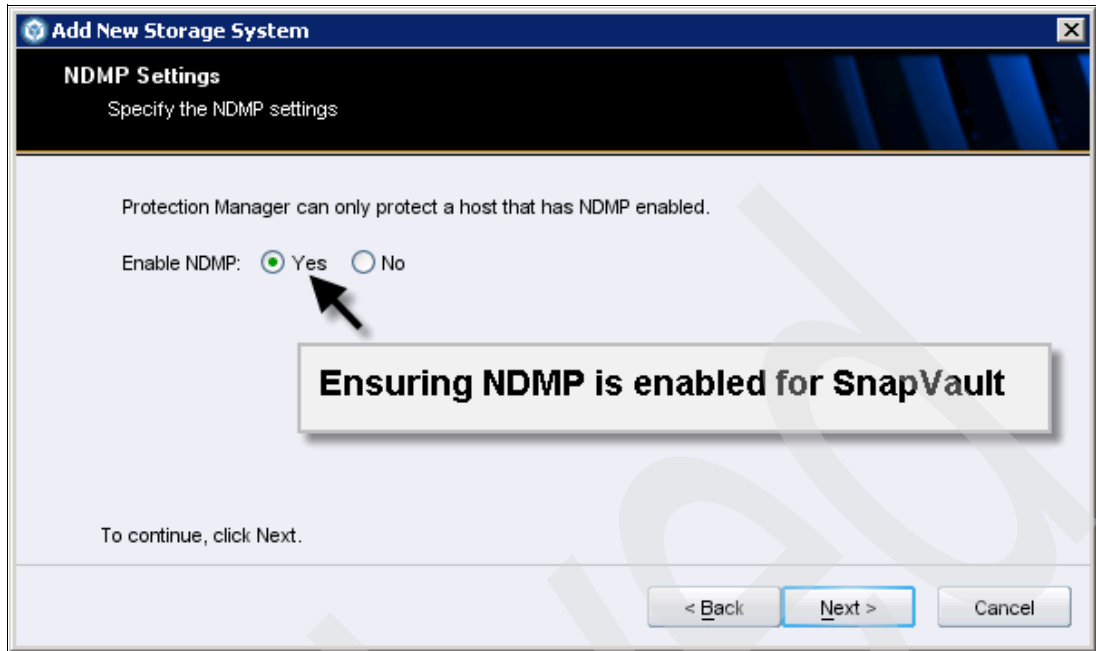 Add New Storage System
NDMP Settings
Specify the NDMP settings
Protection Manager can only protect a host that has NDMP enabled.
Enable NDMP: Yes No
Ensuring NDMP is enabled for SnapVault
To continue, click Next.
< Back Next > Cancel